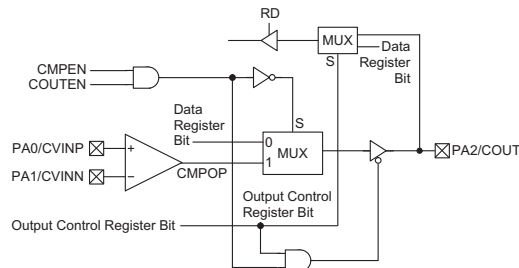 RD
MUX
S
Data
Register
Bit
CMPEN
COUTEN
Data
Register
Bit
S
0
1
MUX
PA0/CVINP
+
PA1/CVINN
−
CMPOP
PA2/COUT
Output Control
Register Bit
Output Control Register Bit